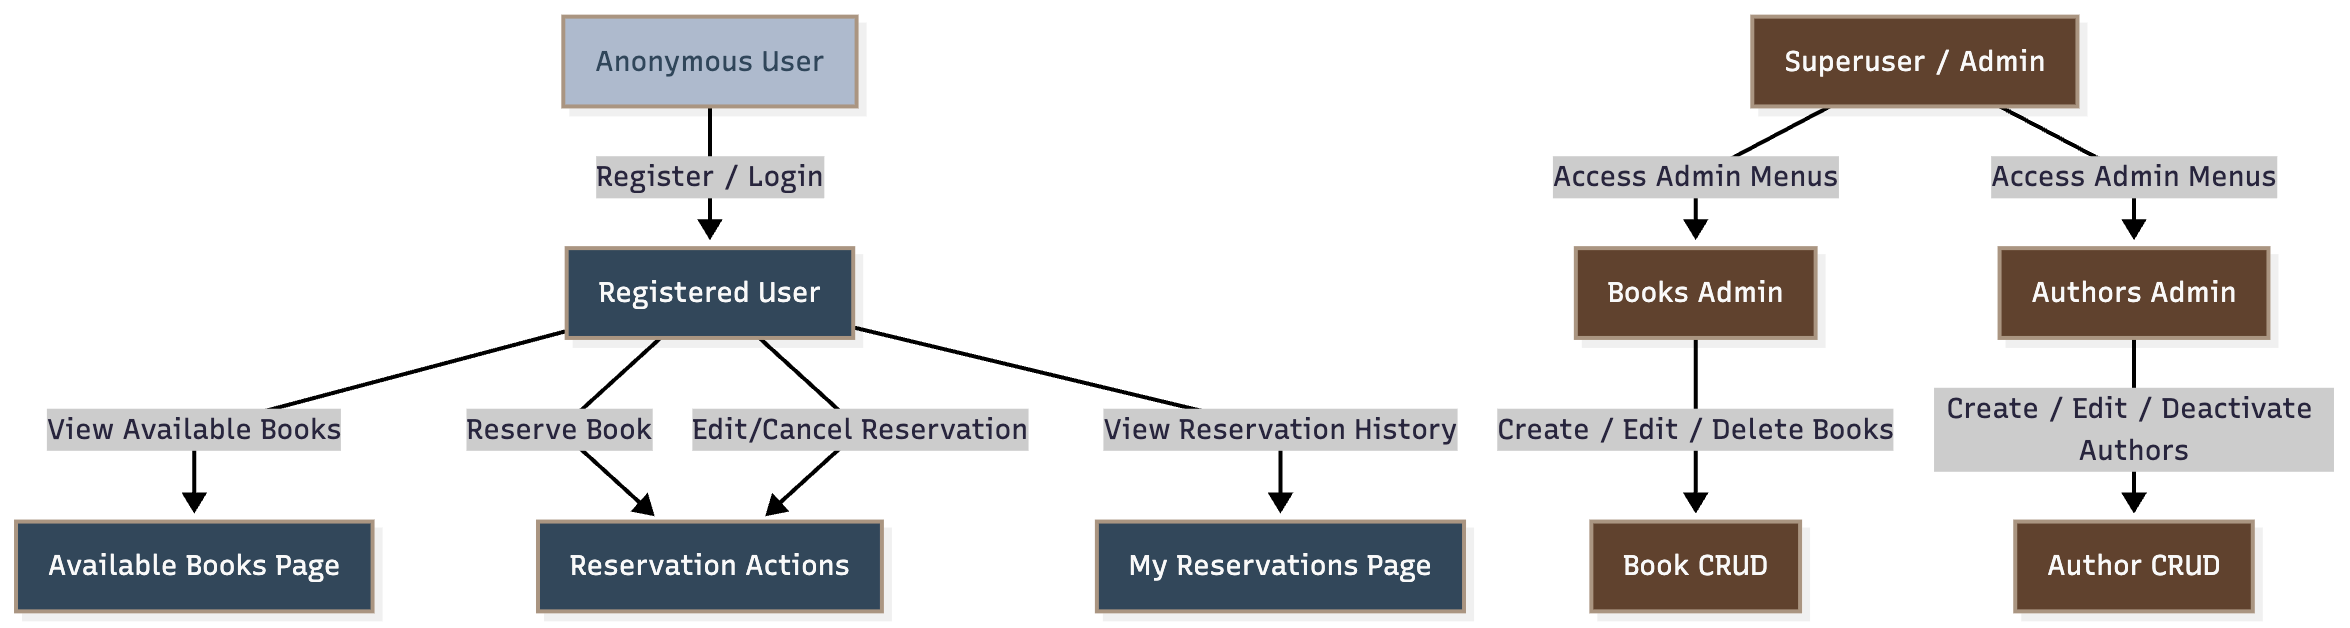 Anonymous User
Superuser / Admin
Register / Login
Access Admin Menus
Access Admin Menus
Registered User
Books Admin
Authors Admin
View Available Books
Reserve Book
Edit/Cancel Reservation
View Reservation History
Create / Edit / Delete Books
Create / Edit / Deactivate
Authors
Available Books Page
Reservation Actions
My Reservations Page
Book CRUD
Author CRUD